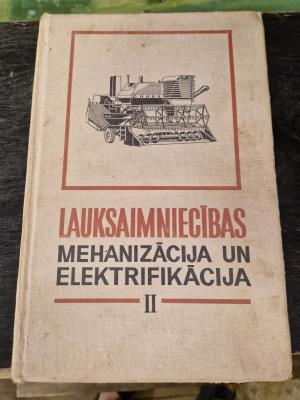 LAUKSAIMNIECĪBAS
MEHANIZĀCIJA UN
ELEKTRIFIKĀCIJA
II